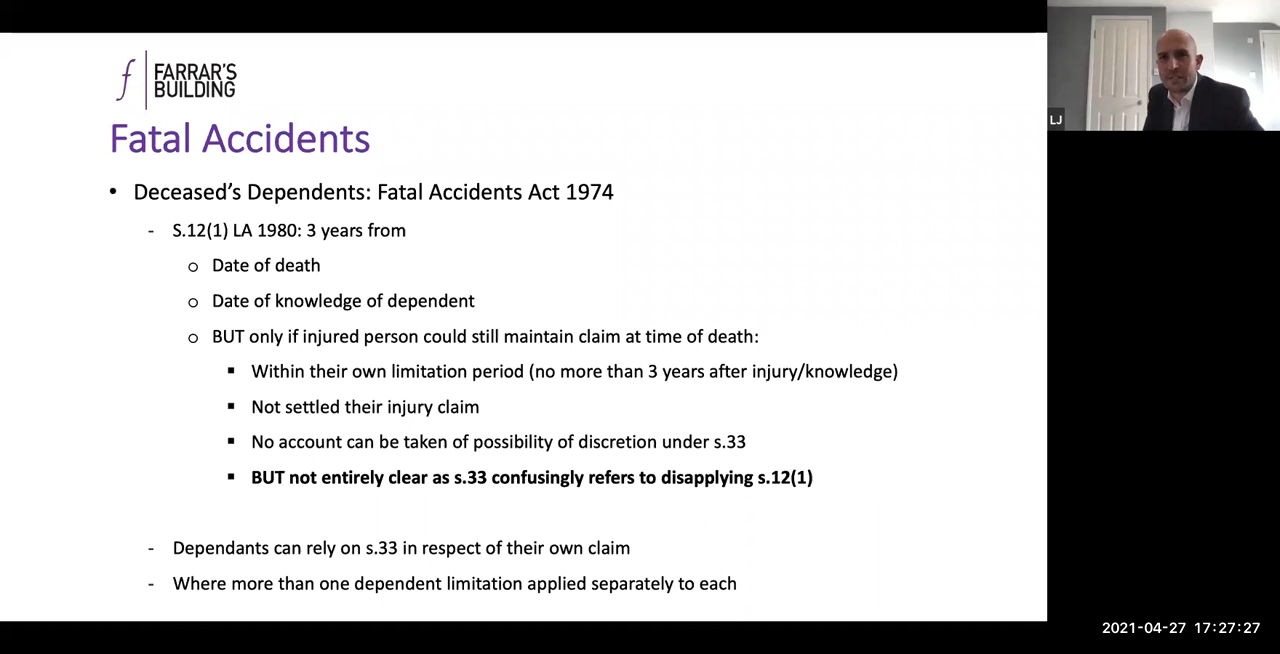 f FARRAR'S
BUILDING
Fatal Accidents
• Deceased's Dependents: Fatal Accidents Act 1974
- S.12(1) LA 1980: 3 years from
o Date of death
o Date of knowledge of dependent
o BUT only if injured person could still maintain claim at time of death:
▪ Within their own limitation period (no more than 3 years after injury/knowledge)
▪ Not settled their injury claim
▪ No account can be taken of possibility of discretion under s.33
▪ BUT not entirely clear as s.33 confusingly refers to disapplying s.12(1)
- Dependants can rely on s.33 in respect of their own claim
- Where more than one dependent limitation applied separately to each
LJ
2021-04-27 17:27:27